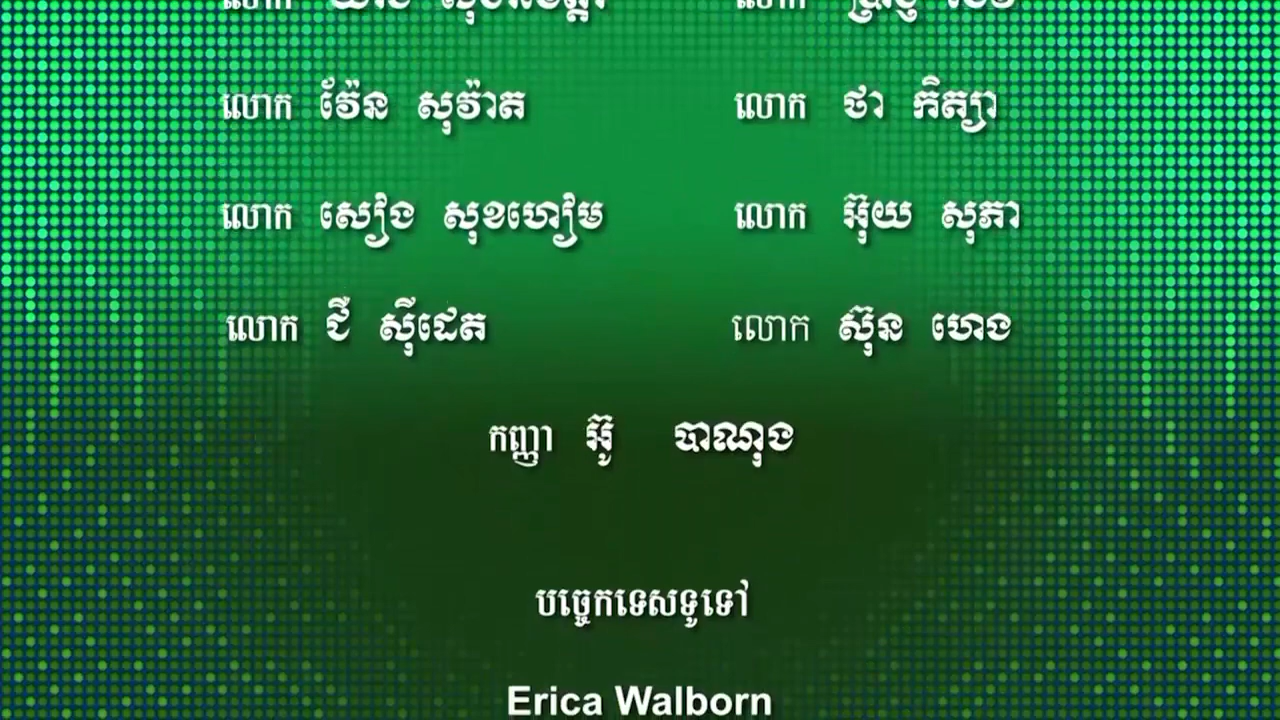 លោក វ៉ែន សុវ៉ាត លោក ថា កិត្យា
លោក សៀង សុខហៀម លោក អ៊ុយ សុភា
លោក ជី ស៊ីដេត លោក ស៊ុន ហេង
កញ្ញា អ៊ូ បាណុង
បច្ចេកទេសទូទៅ
Erica Walborn